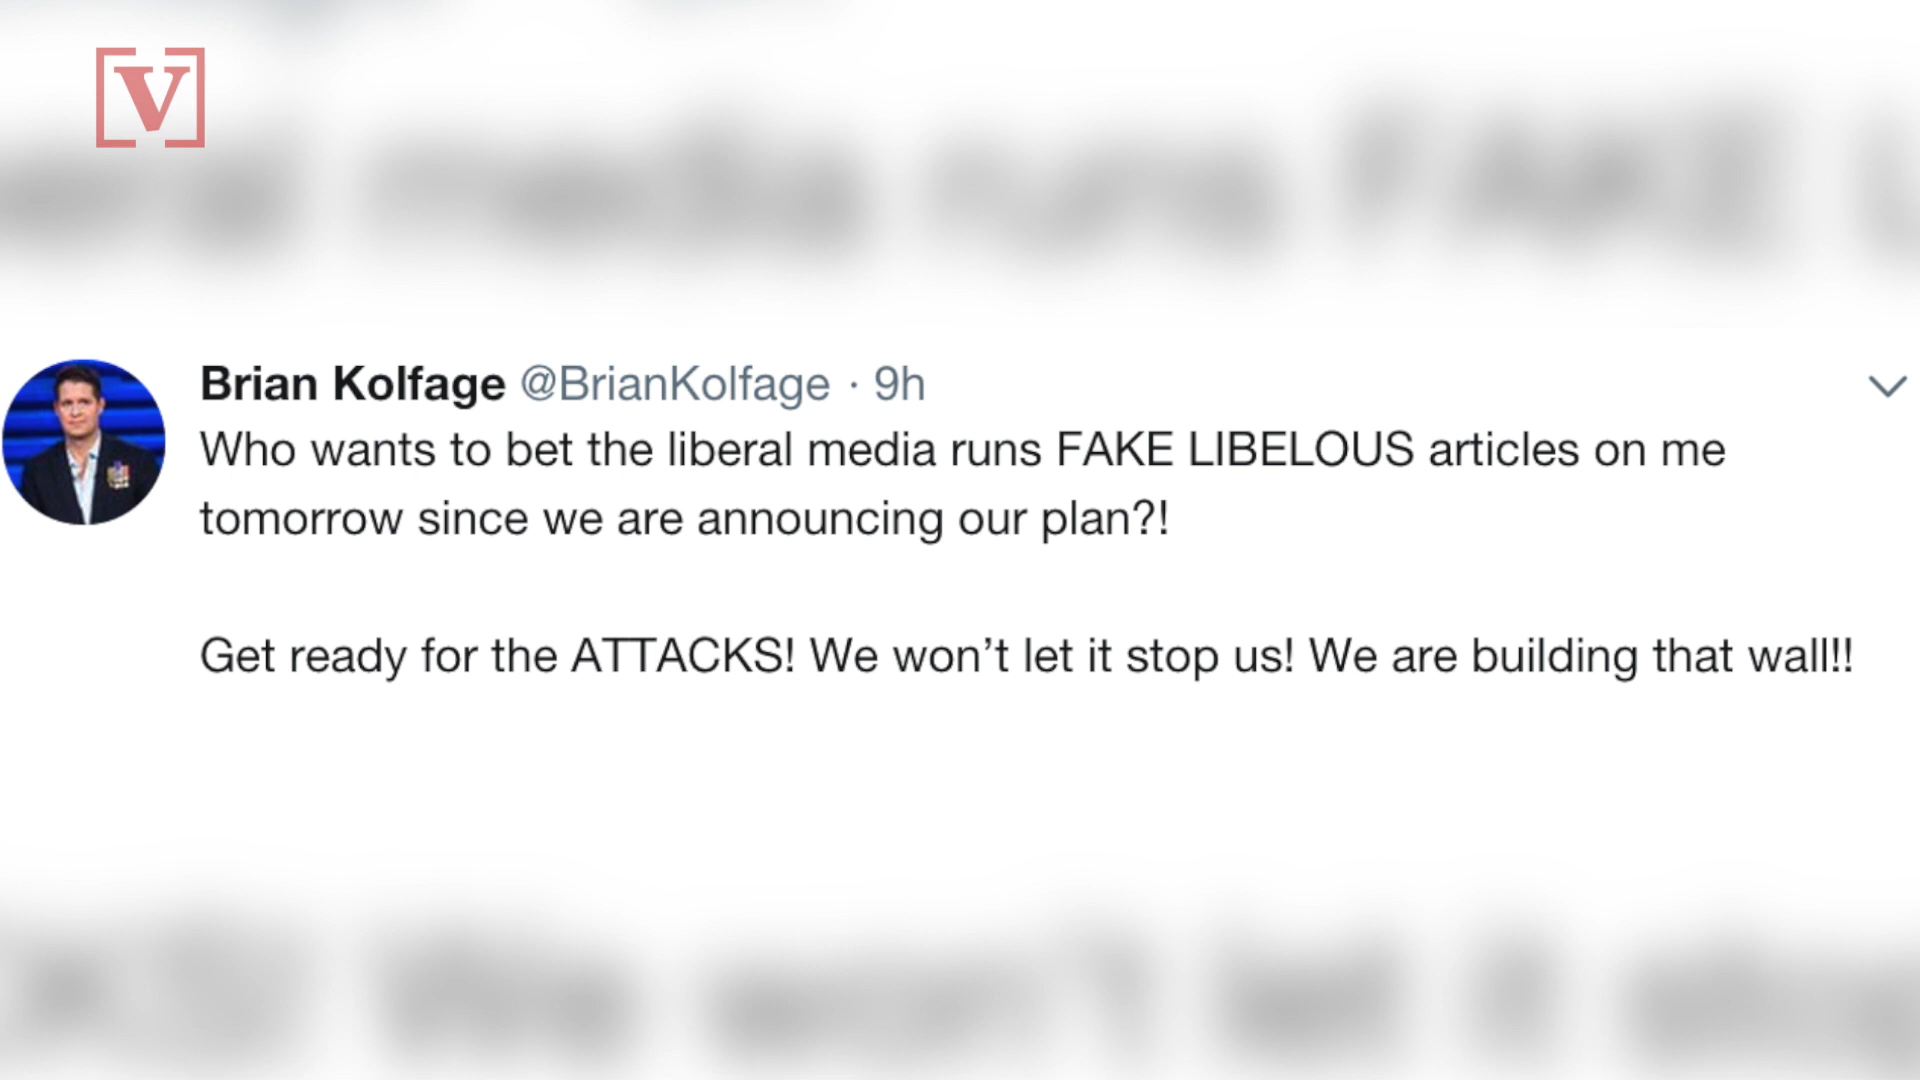 V
Brian Kolfage @BrianKolfage · 9h
Who wants to bet the liberal media runs FAKE LIBELOUS articles on me
tomorrow since we are announcing our plan?!
Get ready for the ATTACKS! We won’t let it stop us! We are building that wall!!